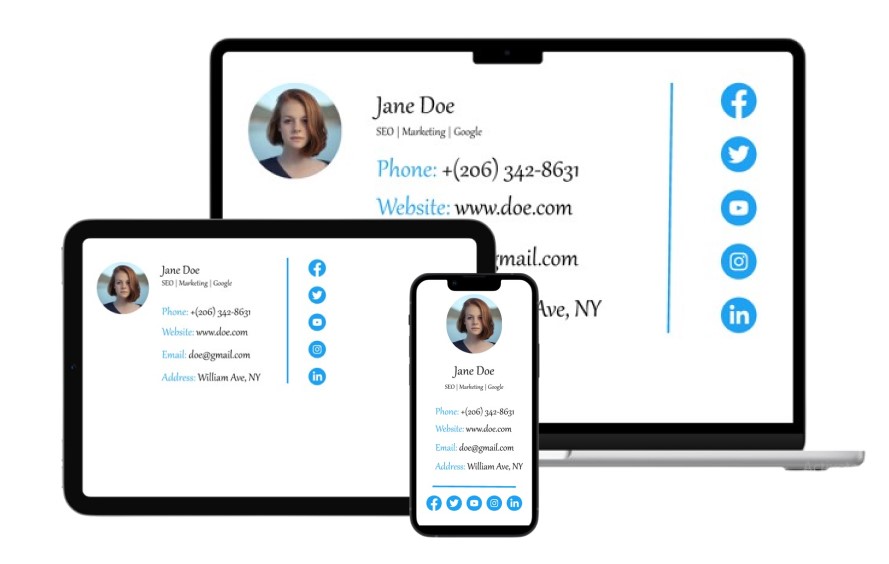 Jane Doe
SEO | Marketing | Google
Phone: +(206) 342-8631
Website: www.doe.com
gmail.com
Ave, NY
Jane Doe
SEO | Marketing | Google
Phone: +(206) 342-8631
Website: www.doe.com
Email: doe@gmail.com
Address: William Ave, NY
Jane Doe
SEO | Marketing | Google
Phone: +(206) 342-8631
Website: www.doe.com
Email: doe@gmail.com
Address: William Ave, NY